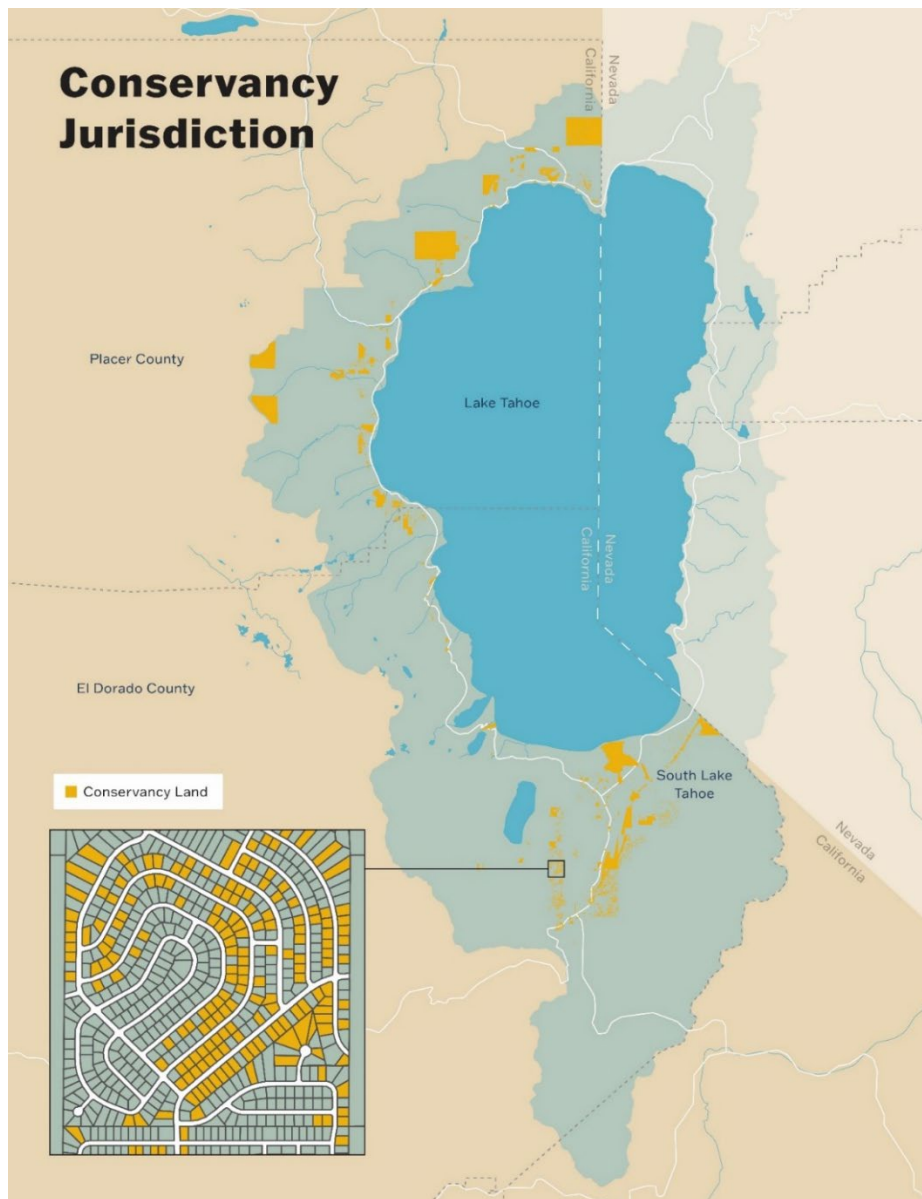 Conservancy
Jurisdiction
Nevada
California
Placer County
Lake Tahoe
Nevada
California
El Dorado County
Conservancy Land
South Lake
Tahoe
Nevada
California